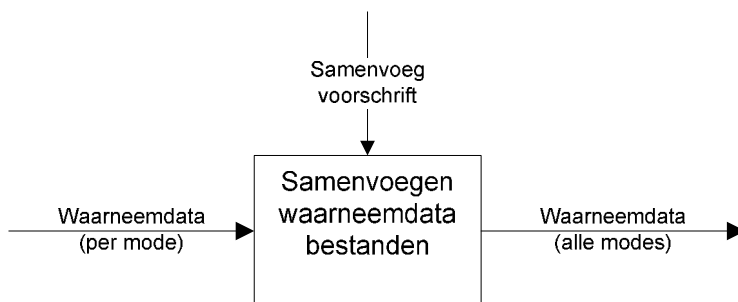 Samenvoeg
voorschrift
Samenvoegen
waarneemdata
bestanden
Waarneemdata
(per mode)
Waarneemdata
(alle modes)